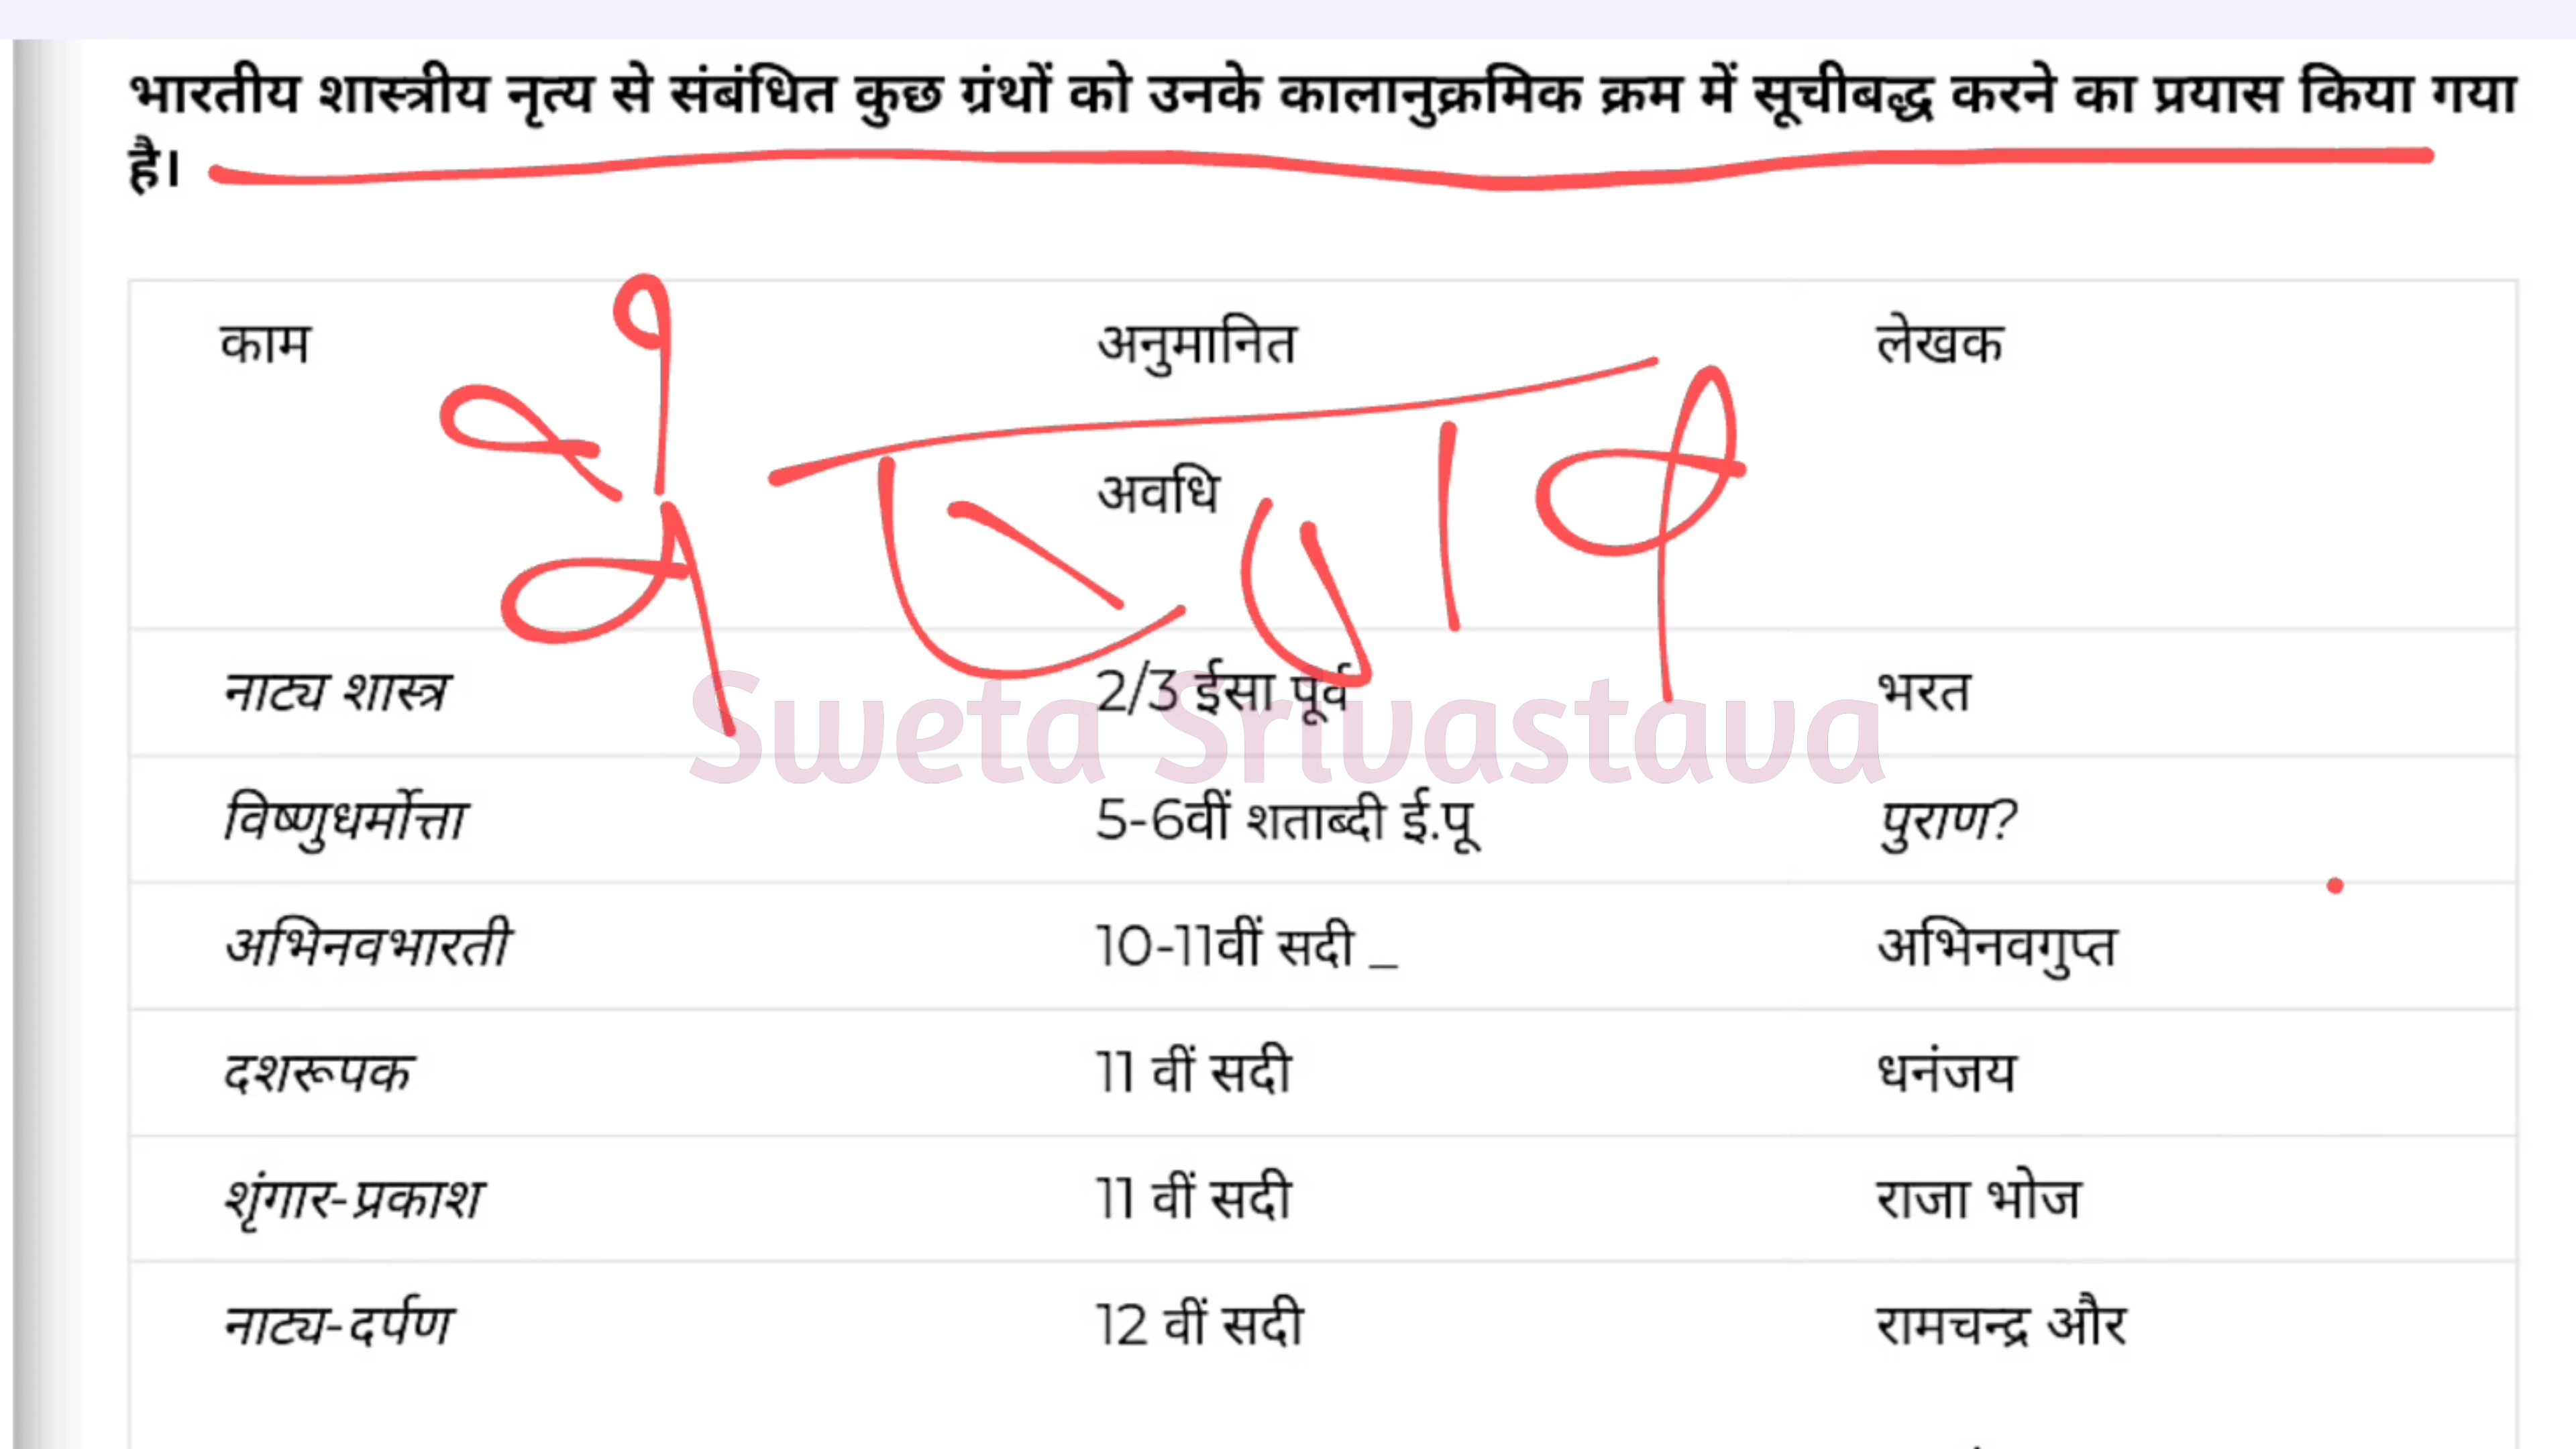 भारतीय शास्त्रीय नृत्य से संबंधित कुछ ग्रंथों को उनके कालानुक्रमिक क्रम में सूचीबद्ध करने का प्रयास किया गया
है।
काम अनुमानित लेखक
अवधि
नाट्य शास्त्र 2/3 ईसा पूर्व भरत
Sweta Srivastava
विष्णुधर्मोत्ता 5-6वीं शताब्दी ई.पू पुराण?
अभिनवभारती 10-11वीं सदी _ अभिनवगुप्त
दशरूपक 11 वीं सदी धनंजय
शृंगार-प्रकाश 11 वीं सदी राजा भोज
नाट्य-दर्पण 12 वीं सदी रामचन्द्र और